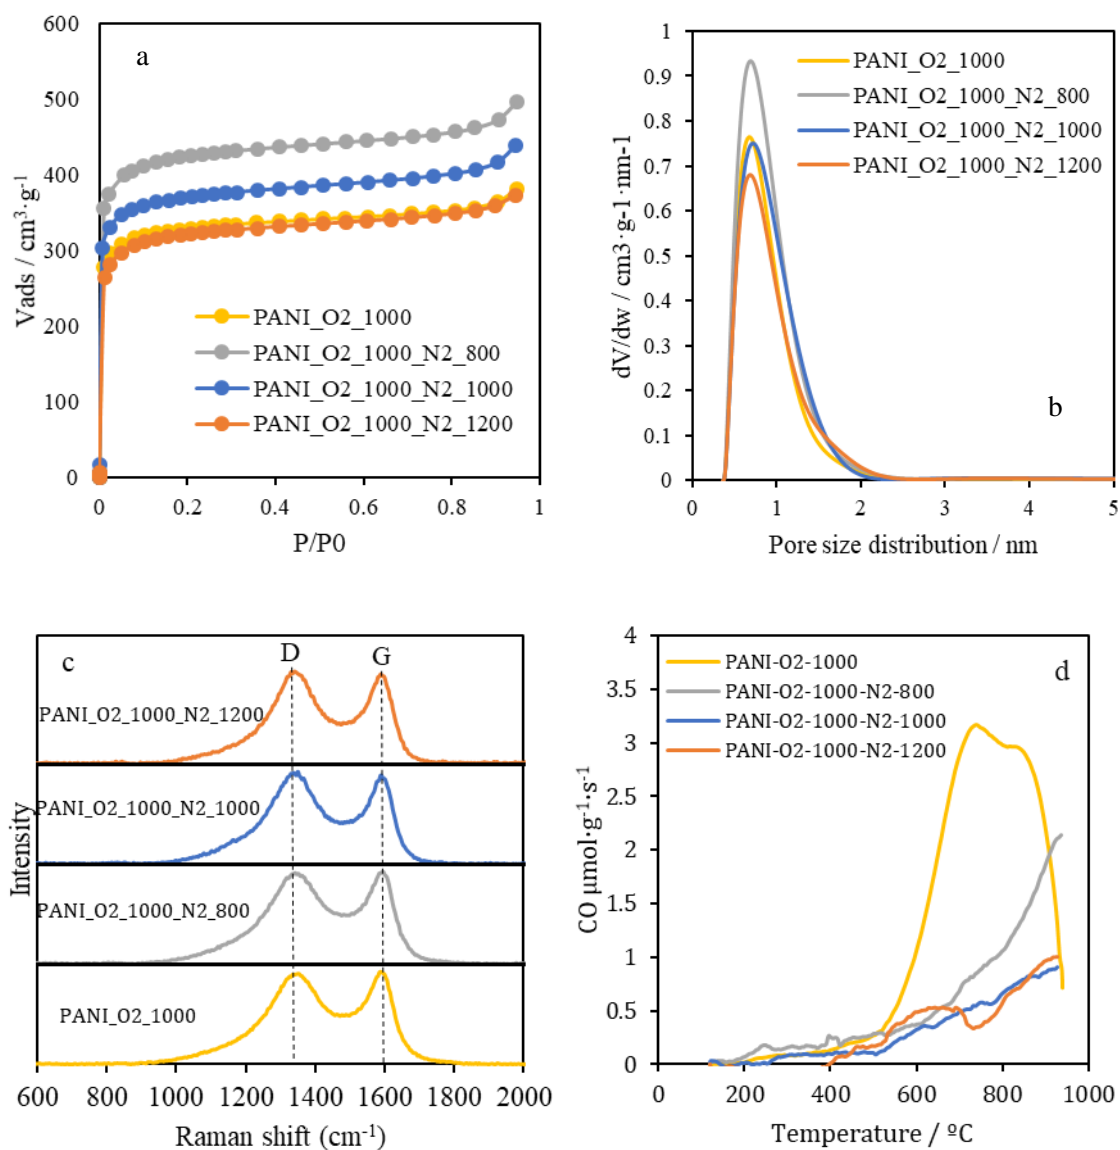 a
600
500
400
300
200
100
0
Vads / cm³·g⁻¹
PANI_O2_1000
PANI_O2_1000_N2_800
PANI_O2_1000_N2_1000
PANI_O2_1000_N2_1200
0 0.2 0.4 0.6 0.8 1
P/P0
1
0.9
0.8
0.7
0.6
0.5
0.4
0.3
0.2
0.1
0
dV/dw / cm3·g-1·nm-1
PANI_O2_1000
PANI_O2_1000_N2_800
PANI_O2_1000_N2_1000
PANI_O2_1000_N2_1200
b
0 1 2 3 4 5
Pore size distribution / nm
c
D G
PANI_O2_1000_N2_1200
PANI_O2_1000_N2_1000
PANI_O2_1000_N2_800
PANI_O2_1000
Intensity
600 800 1000 1200 1400 1600 1800 2000
Raman shift (cm⁻¹)
4
3.5
3
2.5
2
1.5
1
0.5
0
CO µmol·g⁻¹·s⁻¹
PANI-O2-1000
PANI-O2-1000-N2-800
PANI-O2-1000-N2-1000
PANI-O2-1000-N2-1200
d
0 200 400 600 800 1000
Temperature / ºC